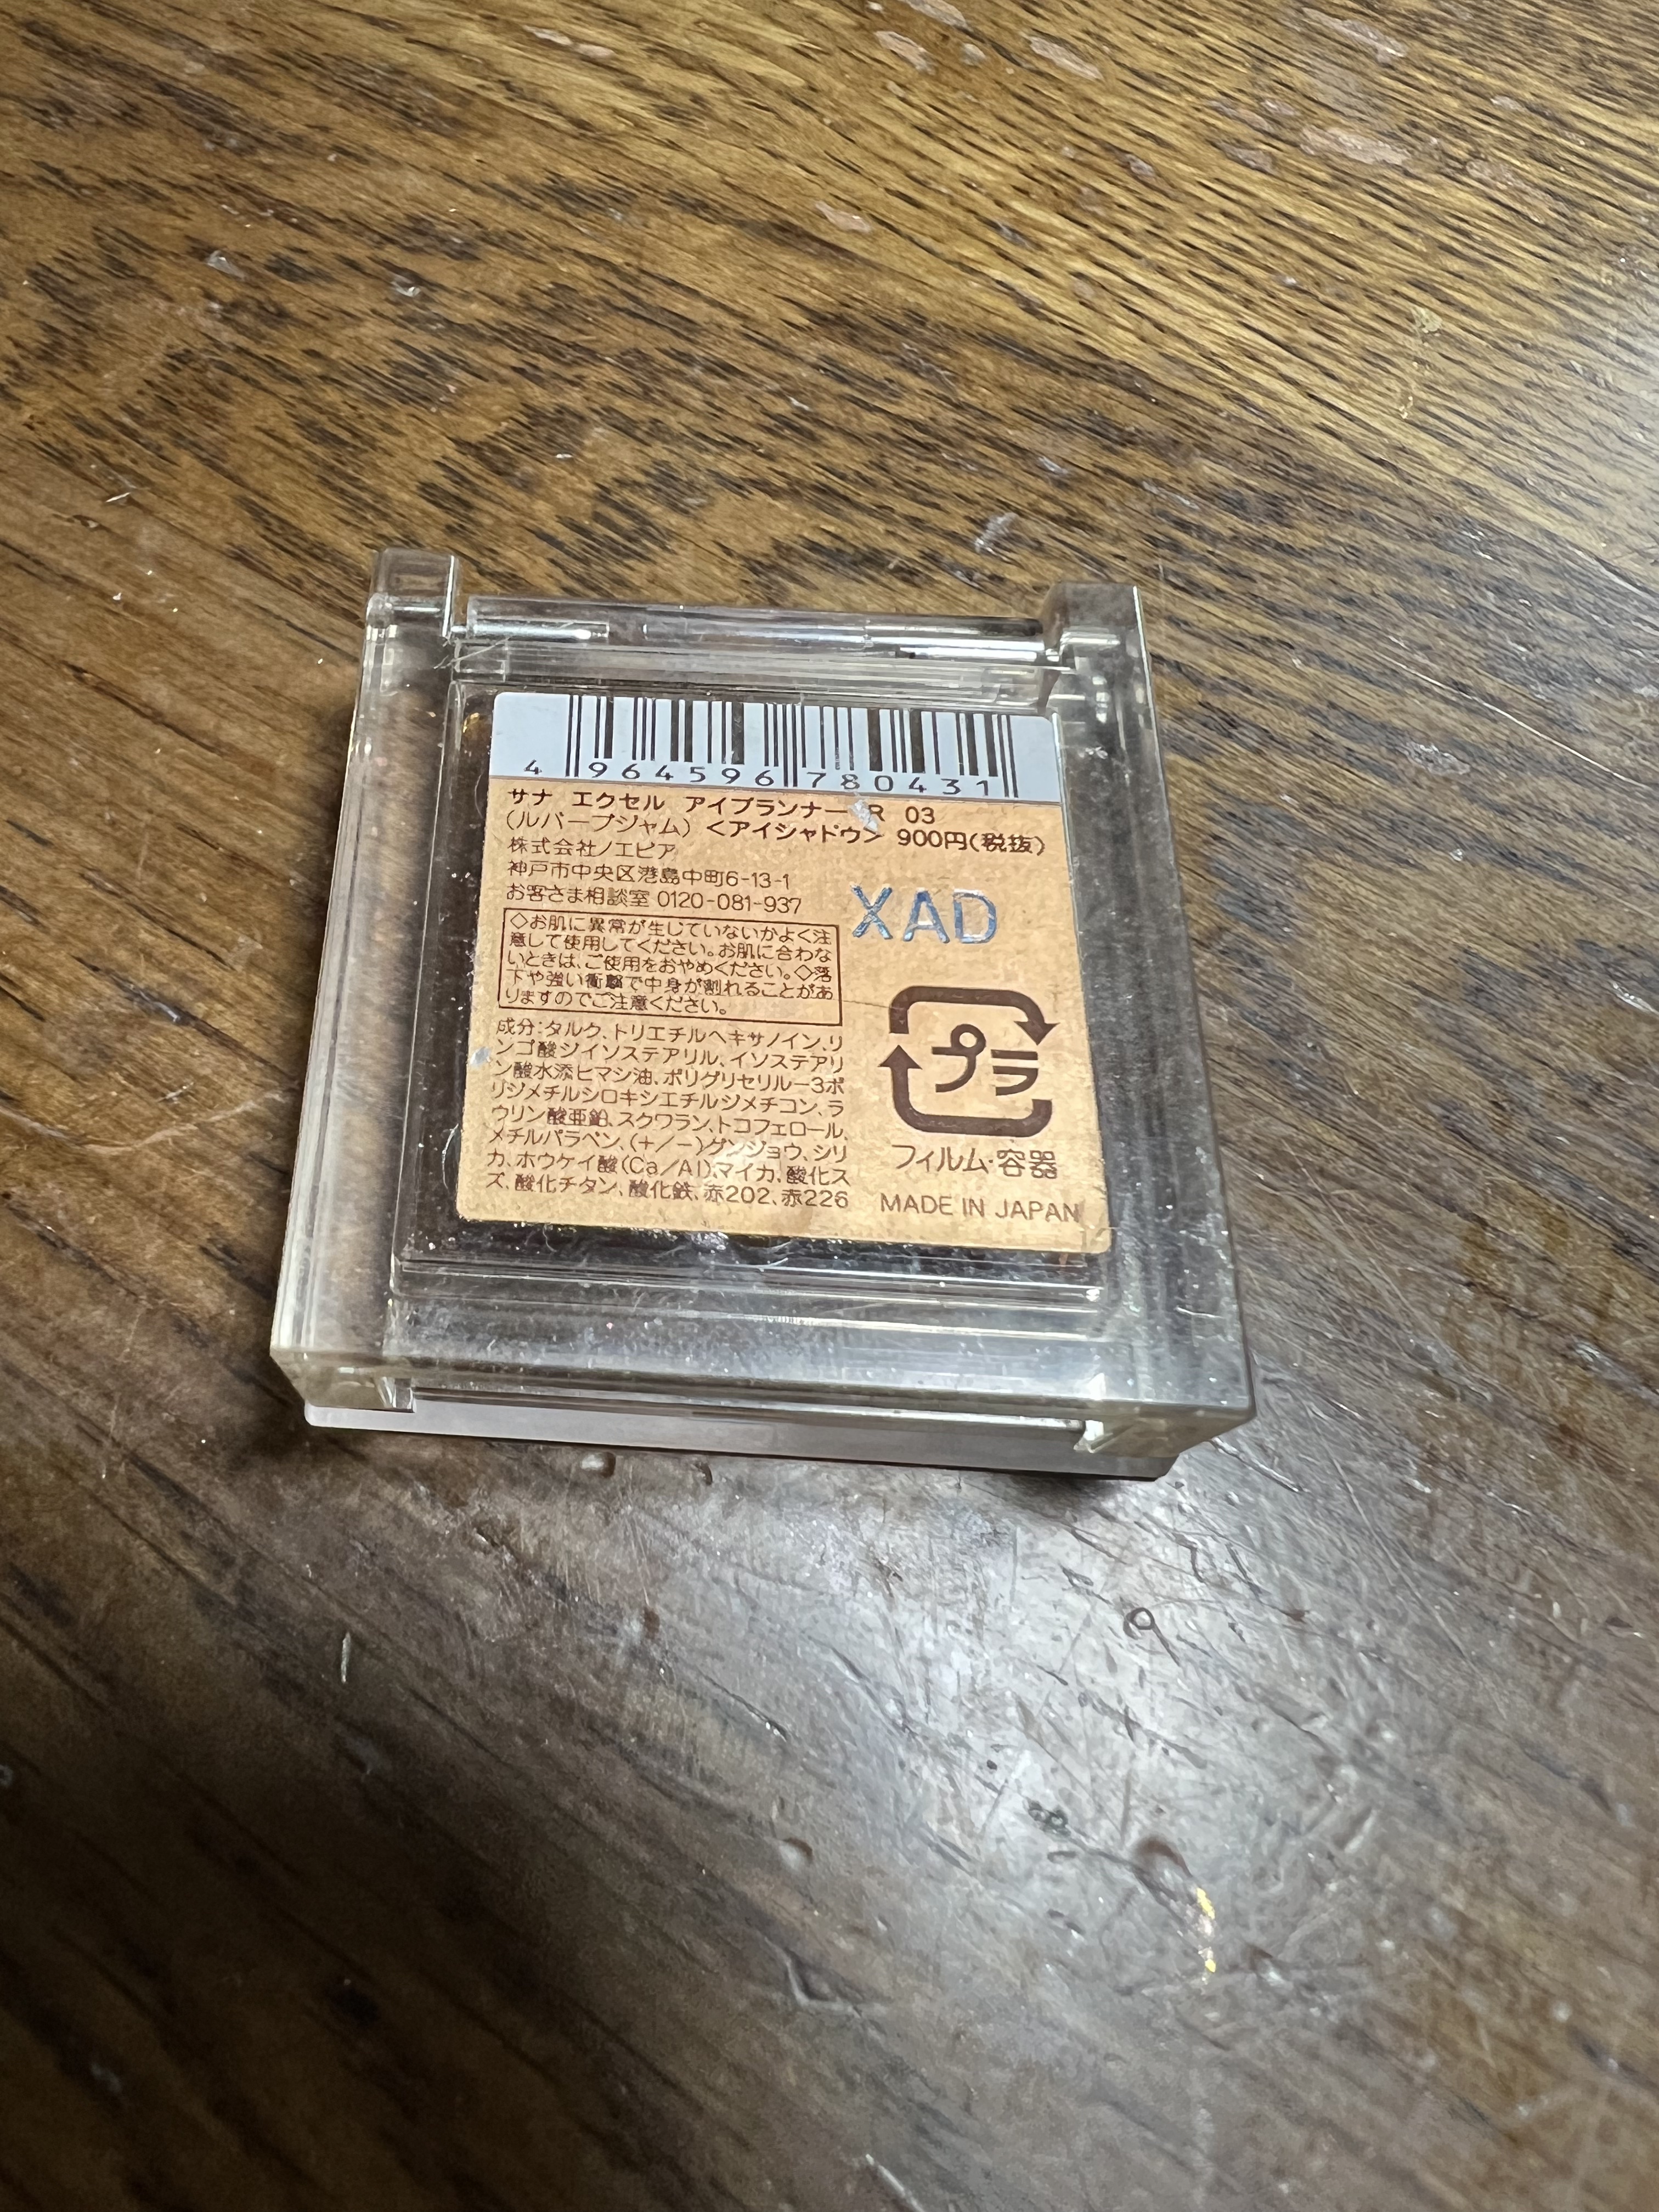 4 964596 780431
サナ エクセル アイプランナー R 03
(ルバーブジャム)<アイシャドウ> 900円(税抜)
株式会社ノエビア
神戸市中央区港島中町6-13-1
お客さま相談室 0120-081-937
XAD
◇お肌に異常が生じていないかよく注
意して使用してください。お肌に合わな
いときは、ご使用をおやめください。◇落
下や強い衝撃で中身が割れることがあ
りますのでご注意ください。
成分:タルク、トリエチルヘキサノイン、リ
ンゴ酸ジイソステアリル、イソステアリ
ン酸水添ヒマシ油、ポリグリセリル-3ポ
リジメチルシロキシエチルジメチコン、ラ
ウリン酸亜鉛、スクワラン、トコフェロール、
メチルパラベン、(+/-)グンジョウ、シリ
カ、ホウケイ酸(Ca/Al)、マイカ、酸化ス
ズ、酸化チタン、酸化鉄、赤202、赤226
プラ
フィルム・容器
MADE IN JAPAN